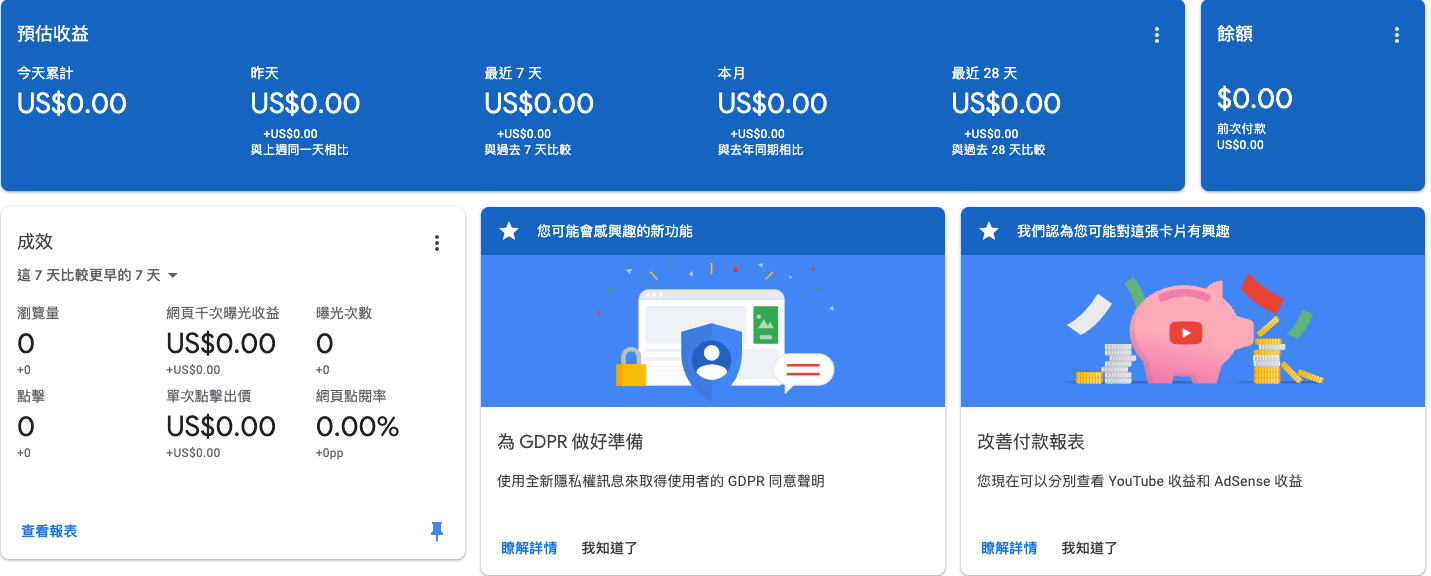 預估收益
今天累計
US$0.00
昨天
US$0.00
+US$0.00
與上週同一天相比
最近 7 天
US$0.00
+US$0.00
與過去 7 天比較
本月
US$0.00
+US$0.00
與去年同期相比
最近 28 天
US$0.00
+US$0.00
與過去 28 天比較
餘額
$0.00
前次付款
US$0.00
成效
這 7 天比較更早的 7 天
瀏覽量
0
+0
網頁千次曝光收益
US$0.00
+US$0.00
曝光次數
0
+0
點擊
0
+0
單次點擊出價
US$0.00
+US$0.00
網頁點閱率
0.00%
+0pp
查看報表
您可能會感興趣的新功能
為 GDPR 做好準備
使用全新隱私權訊息來取得使用者的 GDPR 同意聲明
瞭解詳情
我知道了
我們認為您可能對這張卡片有興趣
改善付款報表
您現在可以分別查看 YouTube 收益和 AdSense 收益
瞭解詳情
我知道了